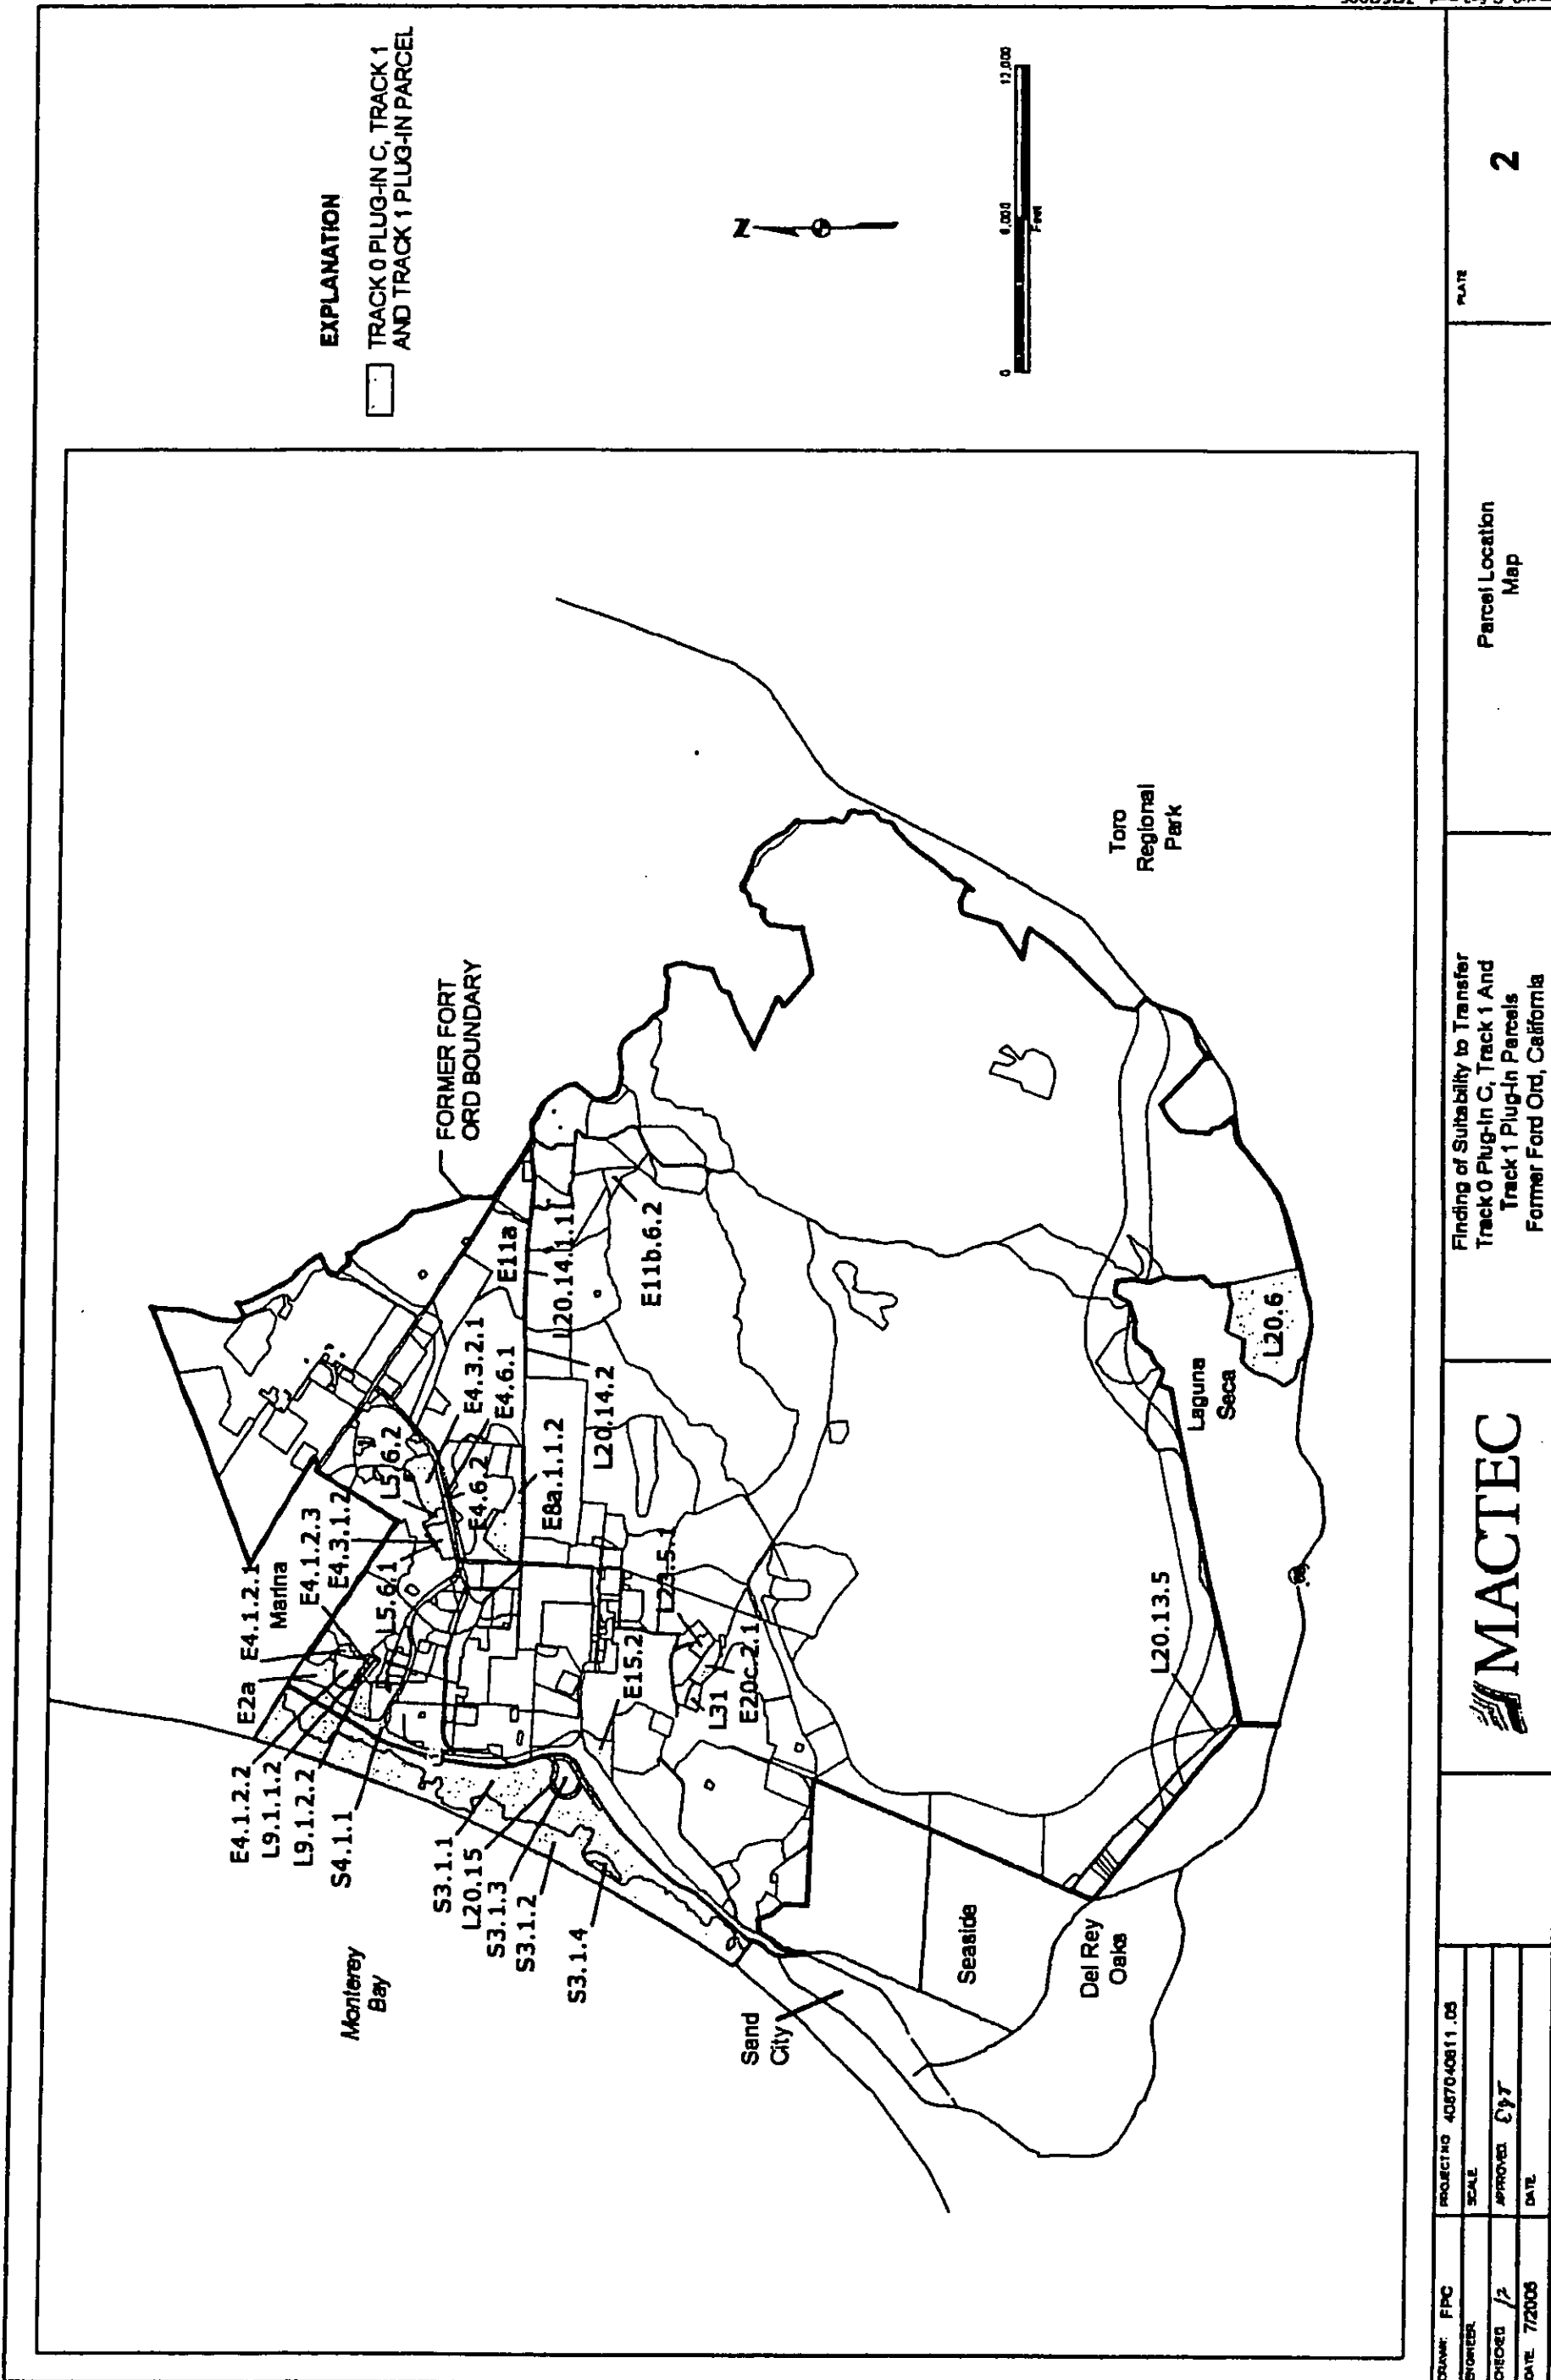 EXPLANATION
TRACK 0 PLUG-IN C, TRACK 1
AND TRACK 1 PLUG-IN PARCEL
Z
0
6,000
12,000
Feet
FORMER FORT
ORD BOUNDARY
Monterey
Bay
Marina
E2a
E4.1.2.1
E4.1.2.3
E4.3.1.2
L5.6.1
L5.6.2
E4.1.2.2
L9.1.1.2
L9.1.2.2
S4.1.1
S3.1.1
L20.15
S3.1.3
S3.1.2
S3.1.4
E4.3.2.1
E4.6.1
E4.6.2
E11a
E8a.1.1.2
L20.14.1.1
L20.14.2
E11b.6.2
E15.2
L23.5.1
L31
E20c.2.1
L20.13.5
L20.6
Sand
City
Seaside
Del Rey
Oaks
Laguna
Seca
Toro
Regional
Park
68
DRAWN: FPC
PROJECT NO 4087040811.05
ENGINEER
SCALE
CHECKED
APPROVED
DATE 7/2005
DATE
MACTEC
Finding of Suitability to Transfer
Track 0 Plug-in C, Track 1 And
Track 1 Plug-In Parcels
Former Ford Ord, California
Parcel Location
Map
PLATE
2